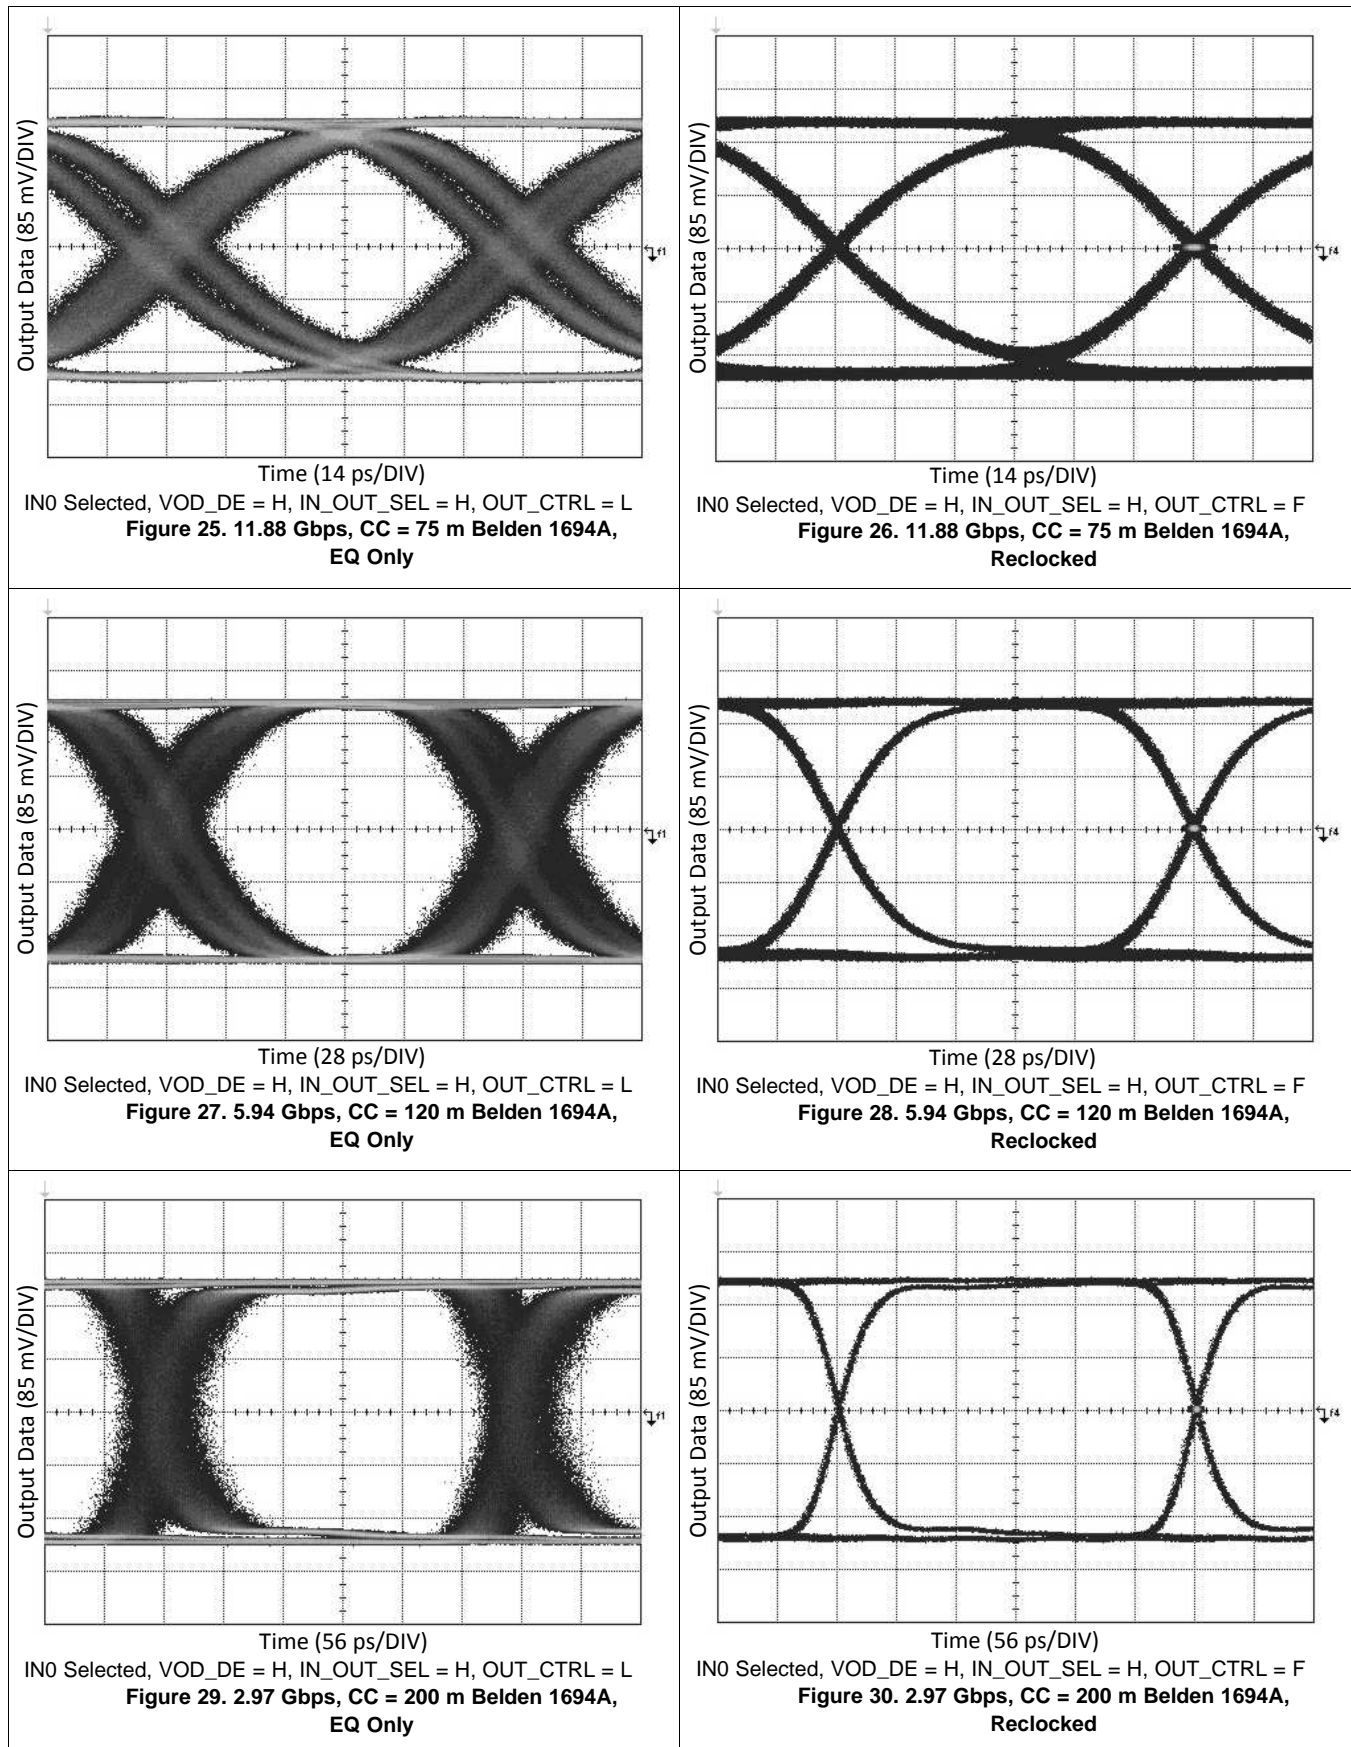 Output Data (85 mV/DIV)
f1
Time (14 ps/DIV)
IN0 Selected, VOD_DE = H, IN_OUT_SEL = H, OUT_CTRL = L
Figure 25. 11.88 Gbps, CC = 75 m Belden 1694A,
EQ Only
Output Data (85 mV/DIV)
f4
Time (14 ps/DIV)
IN0 Selected, VOD_DE = H, IN_OUT_SEL = H, OUT_CTRL = F
Figure 26. 11.88 Gbps, CC = 75 m Belden 1694A,
Reclocked
Output Data (85 mV/DIV)
f1
Time (28 ps/DIV)
IN0 Selected, VOD_DE = H, IN_OUT_SEL = H, OUT_CTRL = L
Figure 27. 5.94 Gbps, CC = 120 m Belden 1694A,
EQ Only
Output Data (85 mV/DIV)
f4
Time (28 ps/DIV)
IN0 Selected, VOD_DE = H, IN_OUT_SEL = H, OUT_CTRL = F
Figure 28. 5.94 Gbps, CC = 120 m Belden 1694A,
Reclocked
Output Data (85 mV/DIV)
f1
Time (56 ps/DIV)
IN0 Selected, VOD_DE = H, IN_OUT_SEL = H, OUT_CTRL = L
Figure 29. 2.97 Gbps, CC = 200 m Belden 1694A,
EQ Only
Output Data (85 mV/DIV)
f4
Time (56 ps/DIV)
IN0 Selected, VOD_DE = H, IN_OUT_SEL = H, OUT_CTRL = F
Figure 30. 2.97 Gbps, CC = 200 m Belden 1694A,
Reclocked